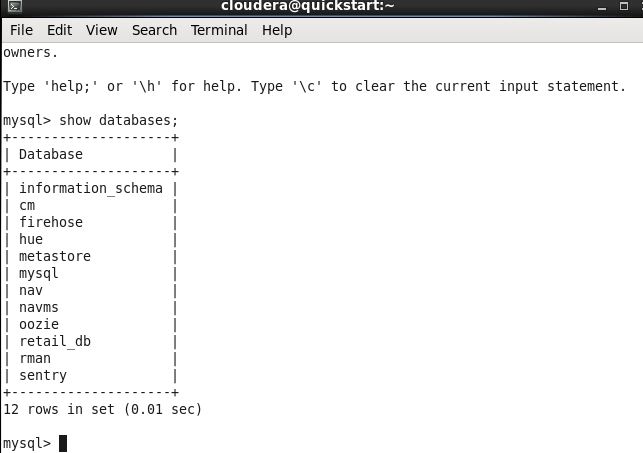 cloudera@quickstart:~
File Edit View Search Terminal Help
owners.
Type 'help;' or '\h' for help. Type '\c' to clear the current input statement.
mysql> show databases;
+--------------------+
| Database           |
+--------------------+
| information_schema |
| cm                 |
| firehose           |
| hue                |
| metastore          |
| mysql              |
| nav                |
| navms              |
| oozie              |
| retail_db          |
| rman               |
| sentry             |
+--------------------+
12 rows in set (0.01 sec)
mysql>